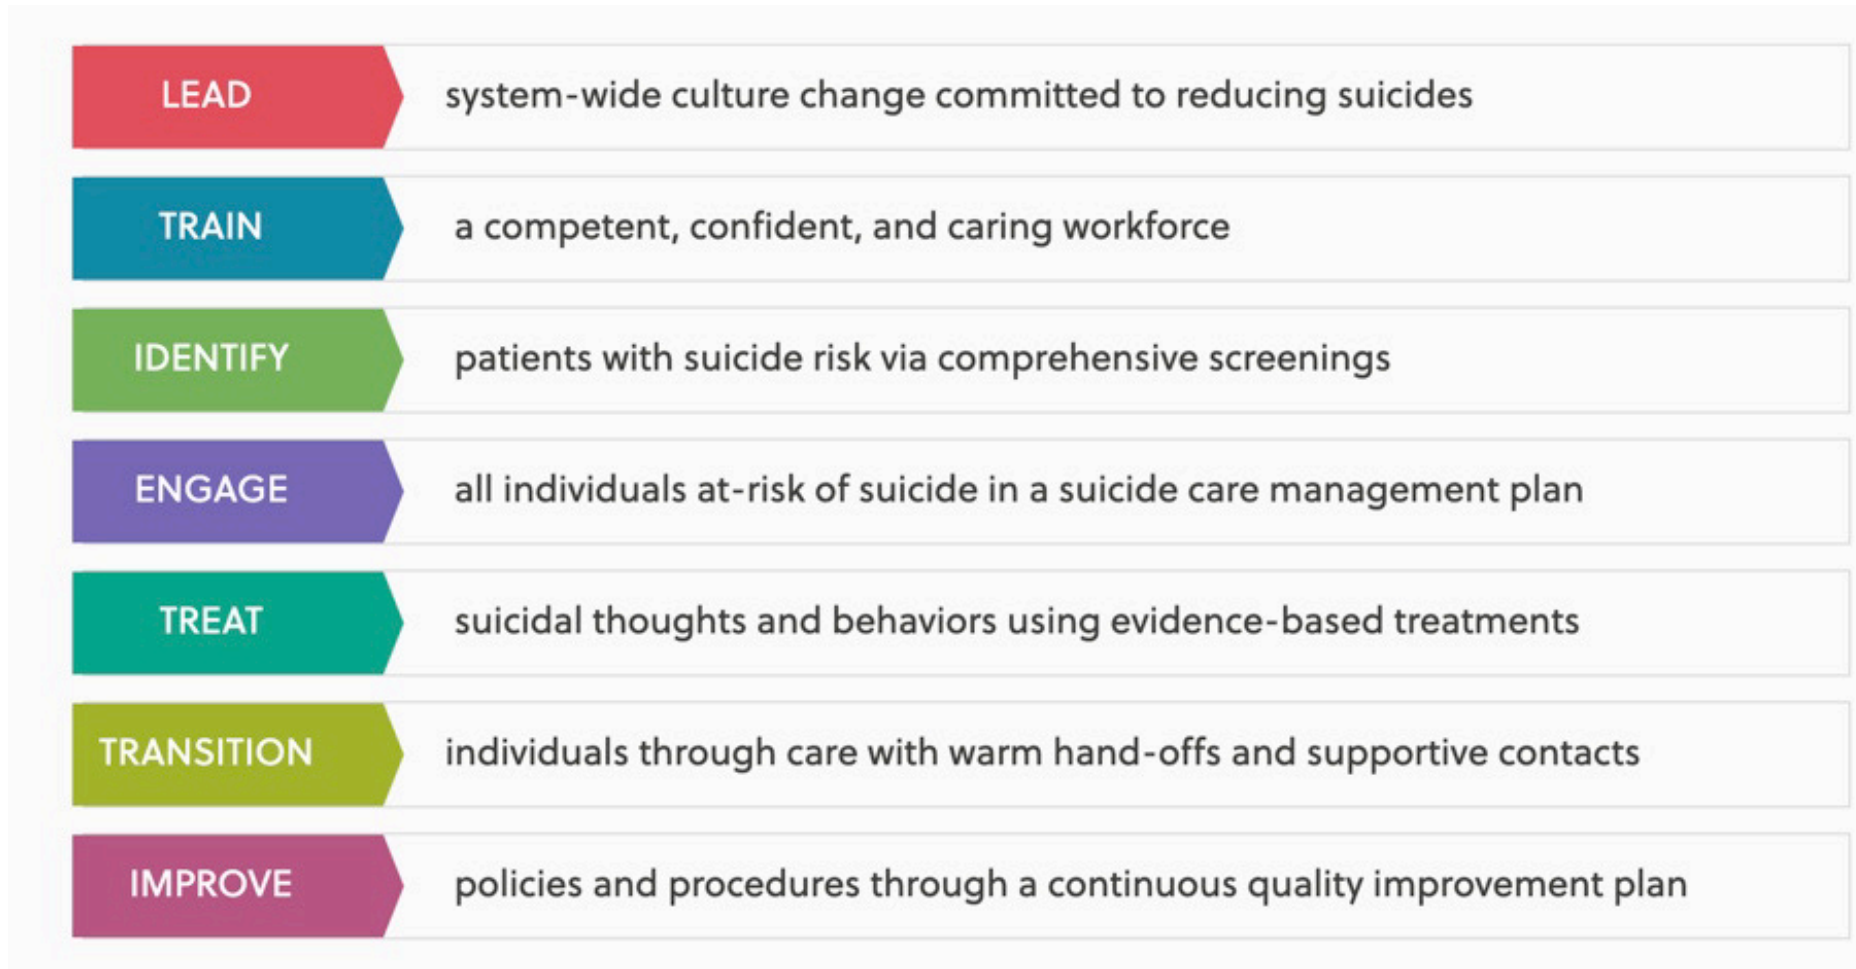 LEAD system-wide culture change committed to reducing suicides
TRAIN a competent, confident, and caring workforce
IDENTIFY patients with suicide risk via comprehensive screenings
ENGAGE all individuals at-risk of suicide in a suicide care management plan
TREAT suicidal thoughts and behaviors using evidence-based treatments
TRANSITION individuals through care with warm hand-offs and supportive contacts
IMPROVE policies and procedures through a continuous quality improvement plan